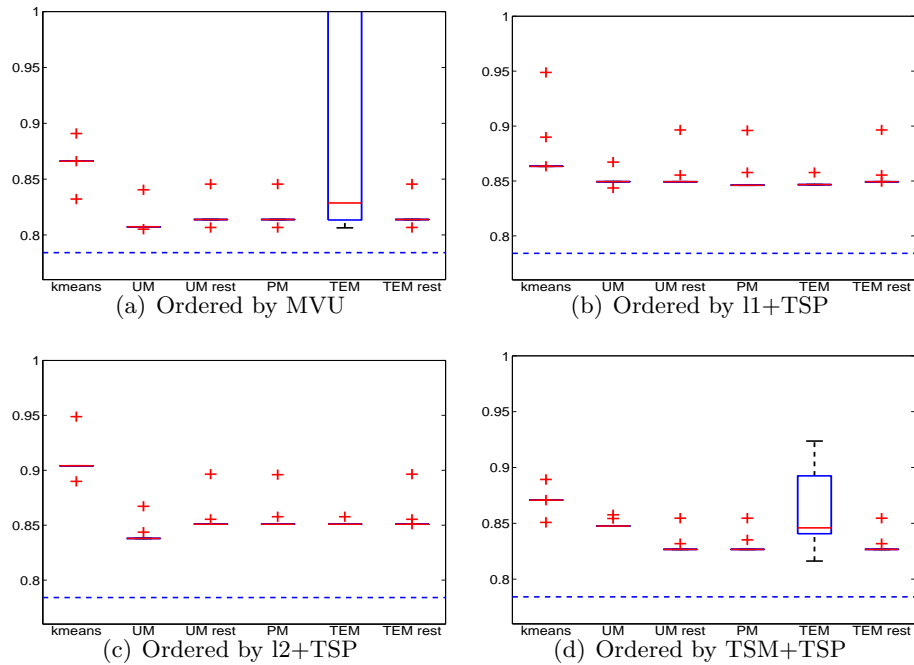 1
0.95
0.9
0.85
0.8
kmeans UM UM rest PM TEM TEM rest
(a) Ordered by MVU
1
0.95
0.9
0.85
0.8
kmeans UM UM rest PM TEM TEM rest
(b) Ordered by l1+TSP
1
0.95
0.9
0.85
0.8
kmeans UM UM rest PM TEM TEM rest
(c) Ordered by l2+TSP
1
0.95
0.9
0.85
0.8
kmeans UM UM rest PM TEM TEM rest
(d) Ordered by TSM+TSP